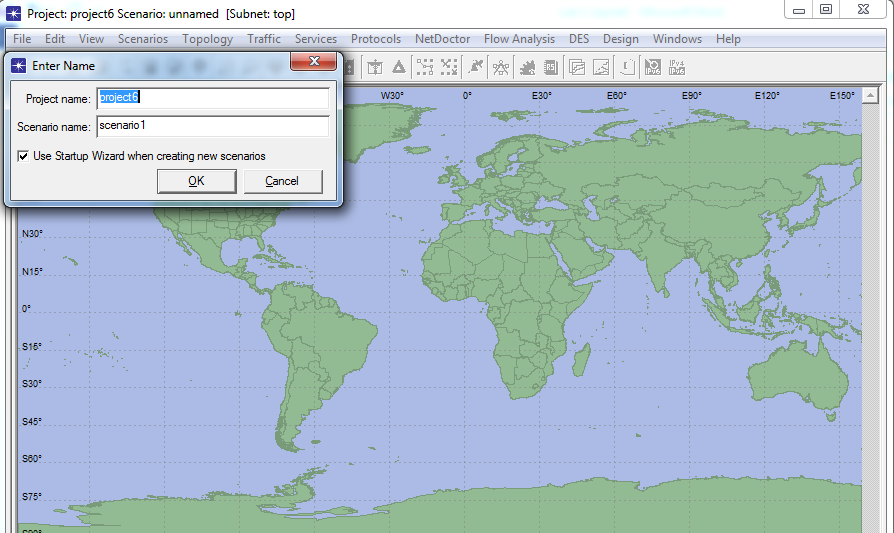 Project: project6 Scenario: unnamed [Subnet: top]
File Edit View Scenarios Topology Traffic Services Protocols NetDoctor Flow Analysis DES Design Windows Help
Enter Name
Project name: project6
Scenario name: scenario1
Use Startup Wizard when creating new scenarios
OK Cancel
W30° 0° E30° E60° E90° E120° E150°
N30°
N15°
0°
S15°
S30°
S45°
S60°
S75°